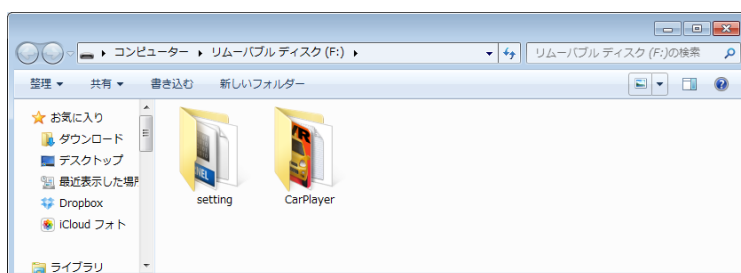 コンピューター ▸ リムーバブル ディスク (F:) ▸
リムーバブル ディスク (F:)の検索
整理 ▼ 共有 ▼ 書き込む 新しいフォルダー
お気に入り
ダウンロード
デスクトップ
最近表示した場所
Dropbox
iCloud フォト
ライブラリ
NEL
VR
setting
CarPlayer